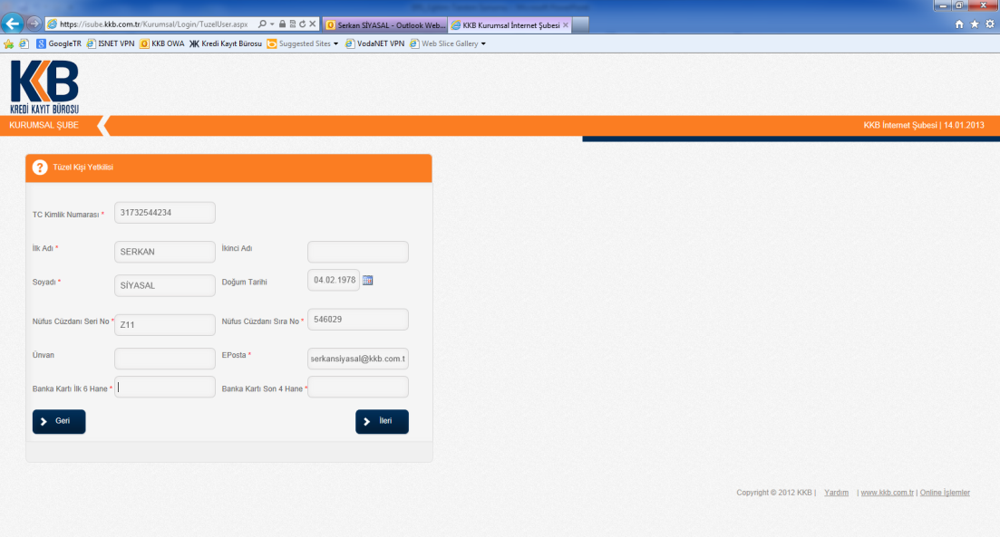 https://isube.kkb.com.tr/Kurumsal/Login/TuzelUser.aspx
Serkan SİYASAL - Outlook Web...
KKB Kurumsal İnternet Şubesi
GoogleTR ISNET VPN KKB OWA Kredi Kayıt Bürosu Suggested Sites VodaNET VPN Web Slice Gallery
KKB
KREDİ KAYIT BÜROSU
KURUMSAL ŞUBE
KKB İnternet Şubesi | 14.01.2013
Tüzel Kişi Yetkilisi
TC Kimlik Numarası * 31732544234
İlk Adı * SERKAN İkinci Adı
Soyadı * SİYASAL Doğum Tarihi 04.02.1978
Nüfus Cüzdanı Seri No * Z11 Nüfus Cüzdanı Sıra No * 546029
Ünvan EPosta * serkansiyasal@kkb.com.t
Banka Kartı İlk 6 Hane * Banka Kartı Son 4 Hane *
Geri İleri
Copyright © 2012 KKB | Yardım | www.kkb.com.tr | Online İşlemler